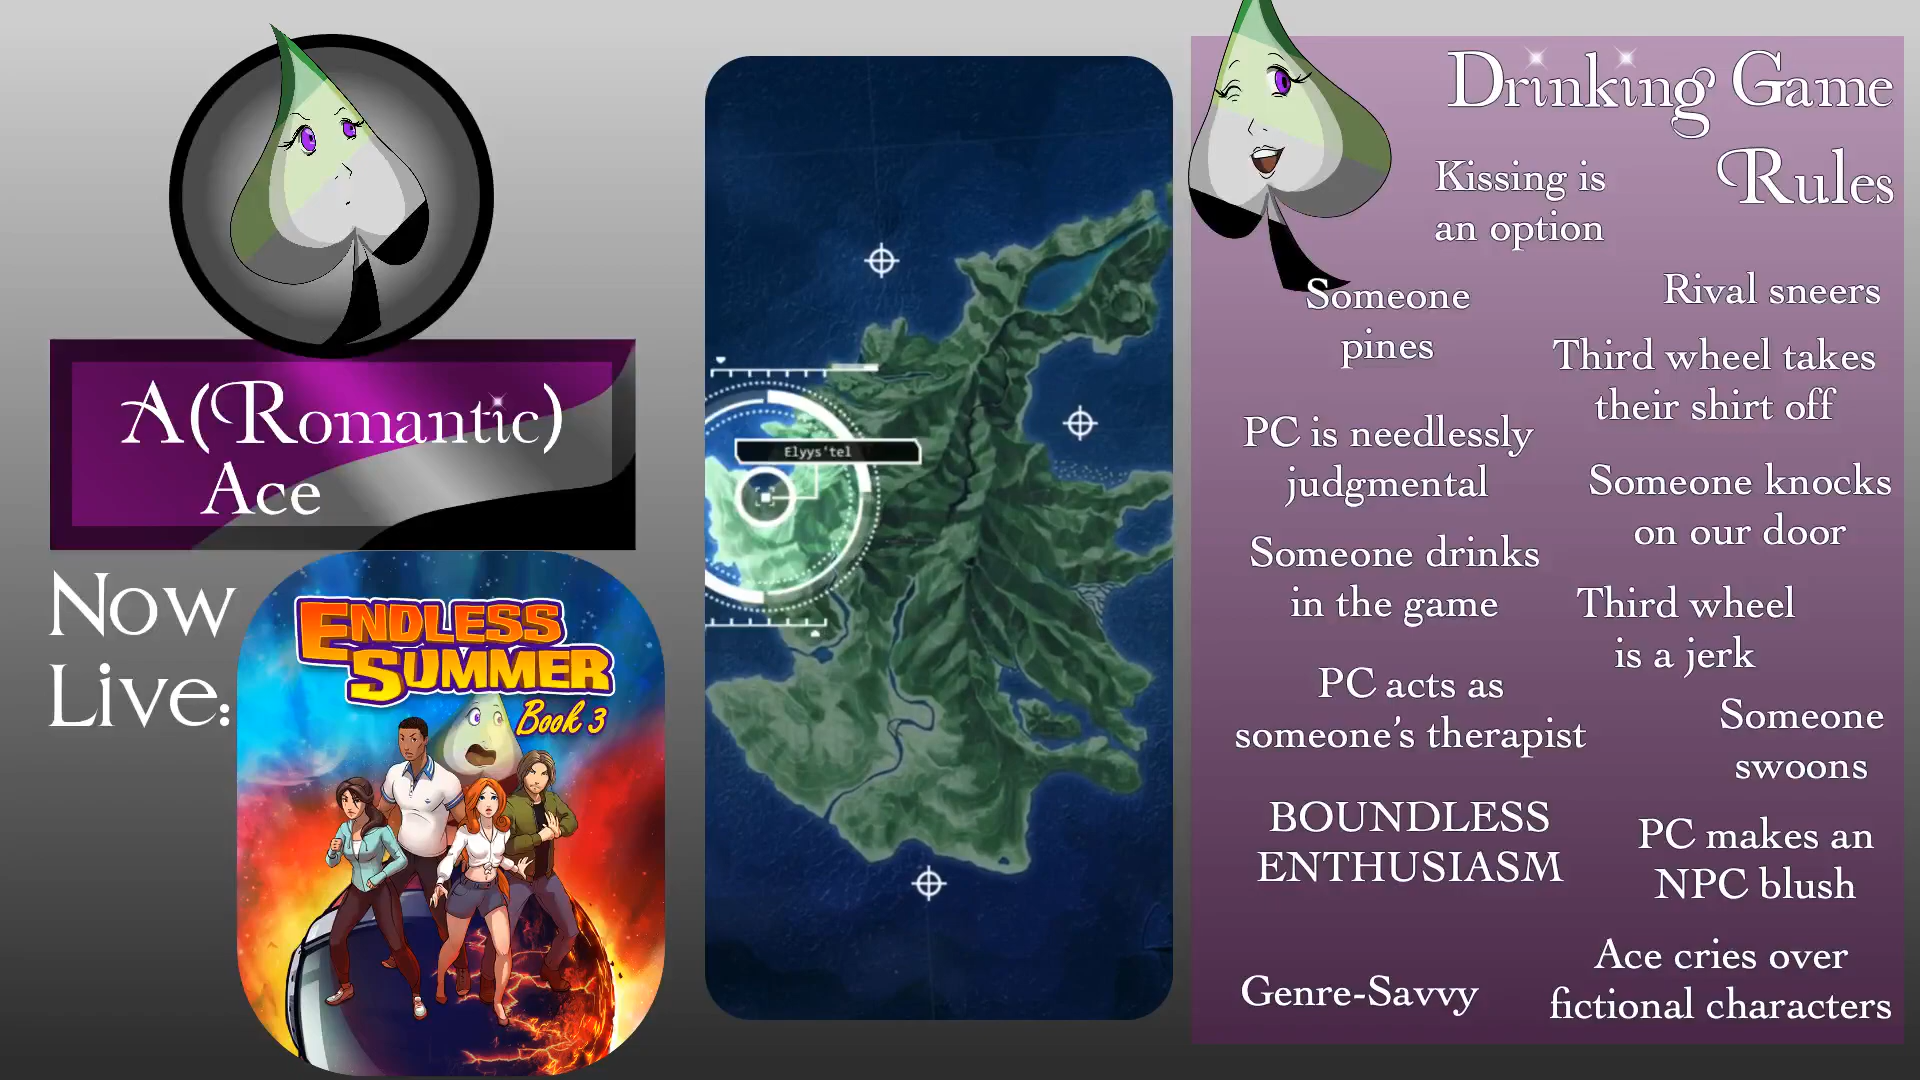 A(Romantic)
Ace
Now
Live:
ENDLESS
SUMMER
Book 3
Elyys'tel
Drinking Game
Rules
Kissing is
an option
Someone
pines
Rival sneers
Third wheel takes
their shirt off
PC is needlessly
judgmental
Someone knocks
on our door
Someone drinks
in the game
Third wheel
is a jerk
PC acts as
someone's therapist
Someone
swoons
BOUNDLESS
ENTHUSIASM
PC makes an
NPC blush
Genre-Savvy
Ace cries over
fictional characters